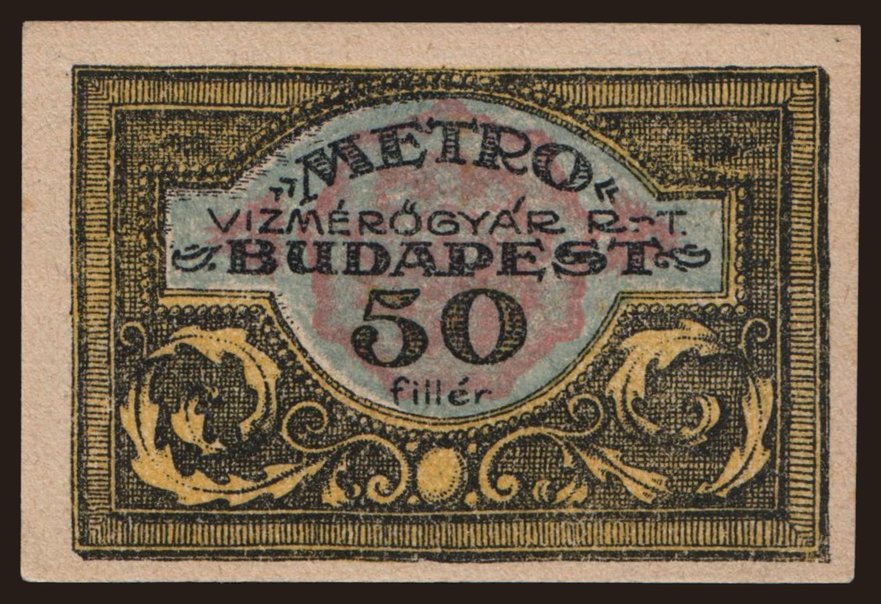 »METRO«
VIZMÉRŐGYÁR R-T.
BUDAPEST
50
fillér